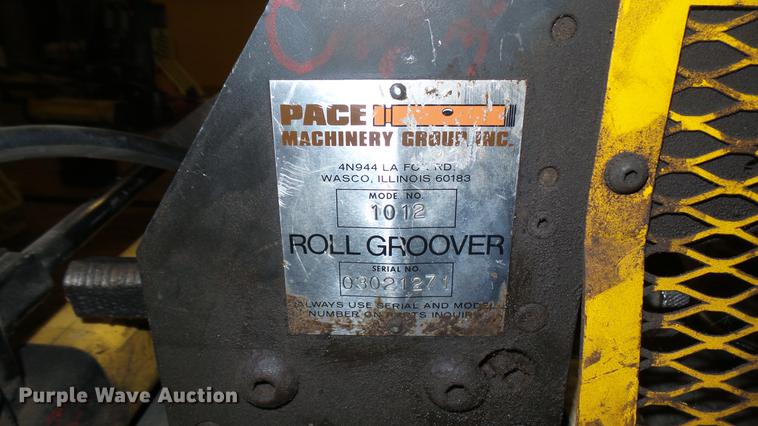 PACE
MACHINERY GROUP INC.
4N944 LA RD
WASCO, ILLINOIS 60183
MODEL NO.
1012
ROLL GROOVER
SERIAL NO.
03021271
ALWAYS USE SERIAL AND MODEL
NUMBER ON PARTS INQUIRY
Purple Wave Auction